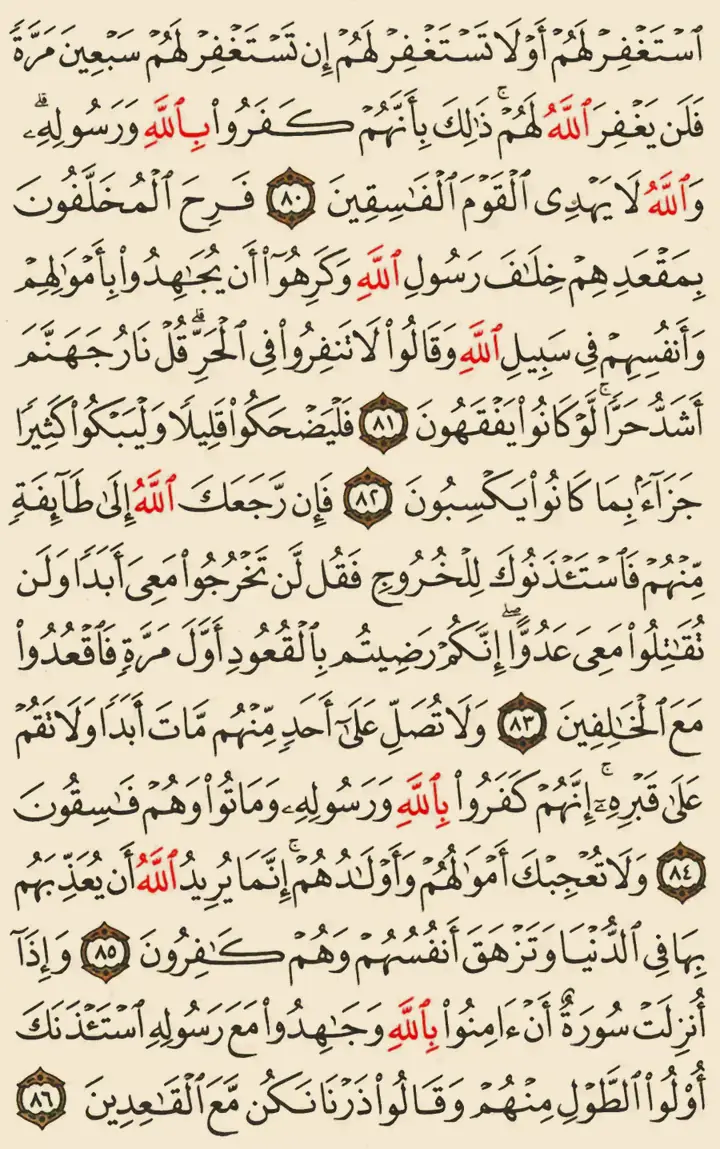 ٱسۡتَغۡفِرۡ لَهُمۡ أَوۡ لَا تَسۡتَغۡفِرۡ لَهُمۡ إِن تَسۡتَغۡفِرۡ لَهُمۡ سَبۡعِينَ مَرَّةٗ
فَلَن يَغۡفِرَ ٱللَّهُ لَهُمۡۚ ذَٰلِكَ بِأَنَّهُمۡ كَفَرُواْ بِٱللَّهِ وَرَسُولِهِۦۗ
وَٱللَّهُ لَا يَهۡدِي ٱلۡقَوۡمَ ٱلۡفَٰسِقِينَ ٨٠ فَرِحَ ٱلۡمُخَلَّفُونَ
بِمَقۡعَدِهِمۡ خِلَٰفَ رَسُولِ ٱللَّهِ وَكَرِهُوٓاْ أَن يُجَٰهِدُواْ بِأَمۡوَٰلِهِمۡ
وَأَنفُسِهِمۡ فِي سَبِيلِ ٱللَّهِ وَقَالُواْ لَا تَنفِرُواْ فِي ٱلۡحَرِّۗ قُلۡ نَارُ جَهَنَّمَ
أَشَدُّ حَرّٗاۚ لَّوۡ كَانُواْ يَفۡقَهُونَ ٨١ فَلۡيَضۡحَكُواْ قَلِيلٗا وَلۡيَبۡكُواْ كَثِيرٗا
جَزَآءَۢ بِمَا كَانُواْ يَكۡسِبُونَ ٨٢ فَإِن رَّجَعَكَ ٱللَّهُ إِلَىٰ طَآئِفَةٖ
مِّنۡهُمۡ فَٱسۡتَـٔۡذَنُوكَ لِلۡخُرُوجِ فَقُل لَّن تَخۡرُجُواْ مَعِيَ أَبَدٗا وَلَن
تُقَٰتِلُواْ مَعِيَ عَدُوًّاۖ إِنَّكُمۡ رَضِيتُم بِٱلۡقُعُودِ أَوَّلَ مَرَّةٖ فَٱقۡعُدُواْ
مَعَ ٱلۡخَٰلِفِينَ ٨٣ وَلَا تُصَلِّ عَلَىٰٓ أَحَدٖ مِّنۡهُم مَّاتَ أَبَدٗا وَلَا تَقُمۡ
عَلَىٰ قَبۡرِهِۦٓۚ إِنَّهُمۡ كَفَرُواْ بِٱللَّهِ وَرَسُولِهِۦ وَمَاتُواْ وَهُمۡ فَٰسِقُونَ
٨٤ وَلَا تُعۡجِبۡكَ أَمۡوَٰلُهُمۡ وَأَوۡلَٰدُهُمۡۚ إِنَّمَا يُرِيدُ ٱللَّهُ أَن يُعَذِّبَهُم
بِهَا فِي ٱلدُّنۡيَا وَتَزۡهَقَ أَنفُسُهُمۡ وَهُمۡ كَٰفِرُونَ ٨٥ وَإِذَآ
أُنزِلَتۡ سُورَةٌ أَنۡ ءَامِنُواْ بِٱللَّهِ وَجَٰهِدُواْ مَعَ رَسُولِهِ ٱسۡتَـٔۡذَنَكَ
أُوْلُواْ ٱلطَّوۡلِ مِنۡهُمۡ وَقَالُواْ ذَرۡنَا نَكُن مَّعَ ٱلۡقَٰعِدِينَ ٨٦